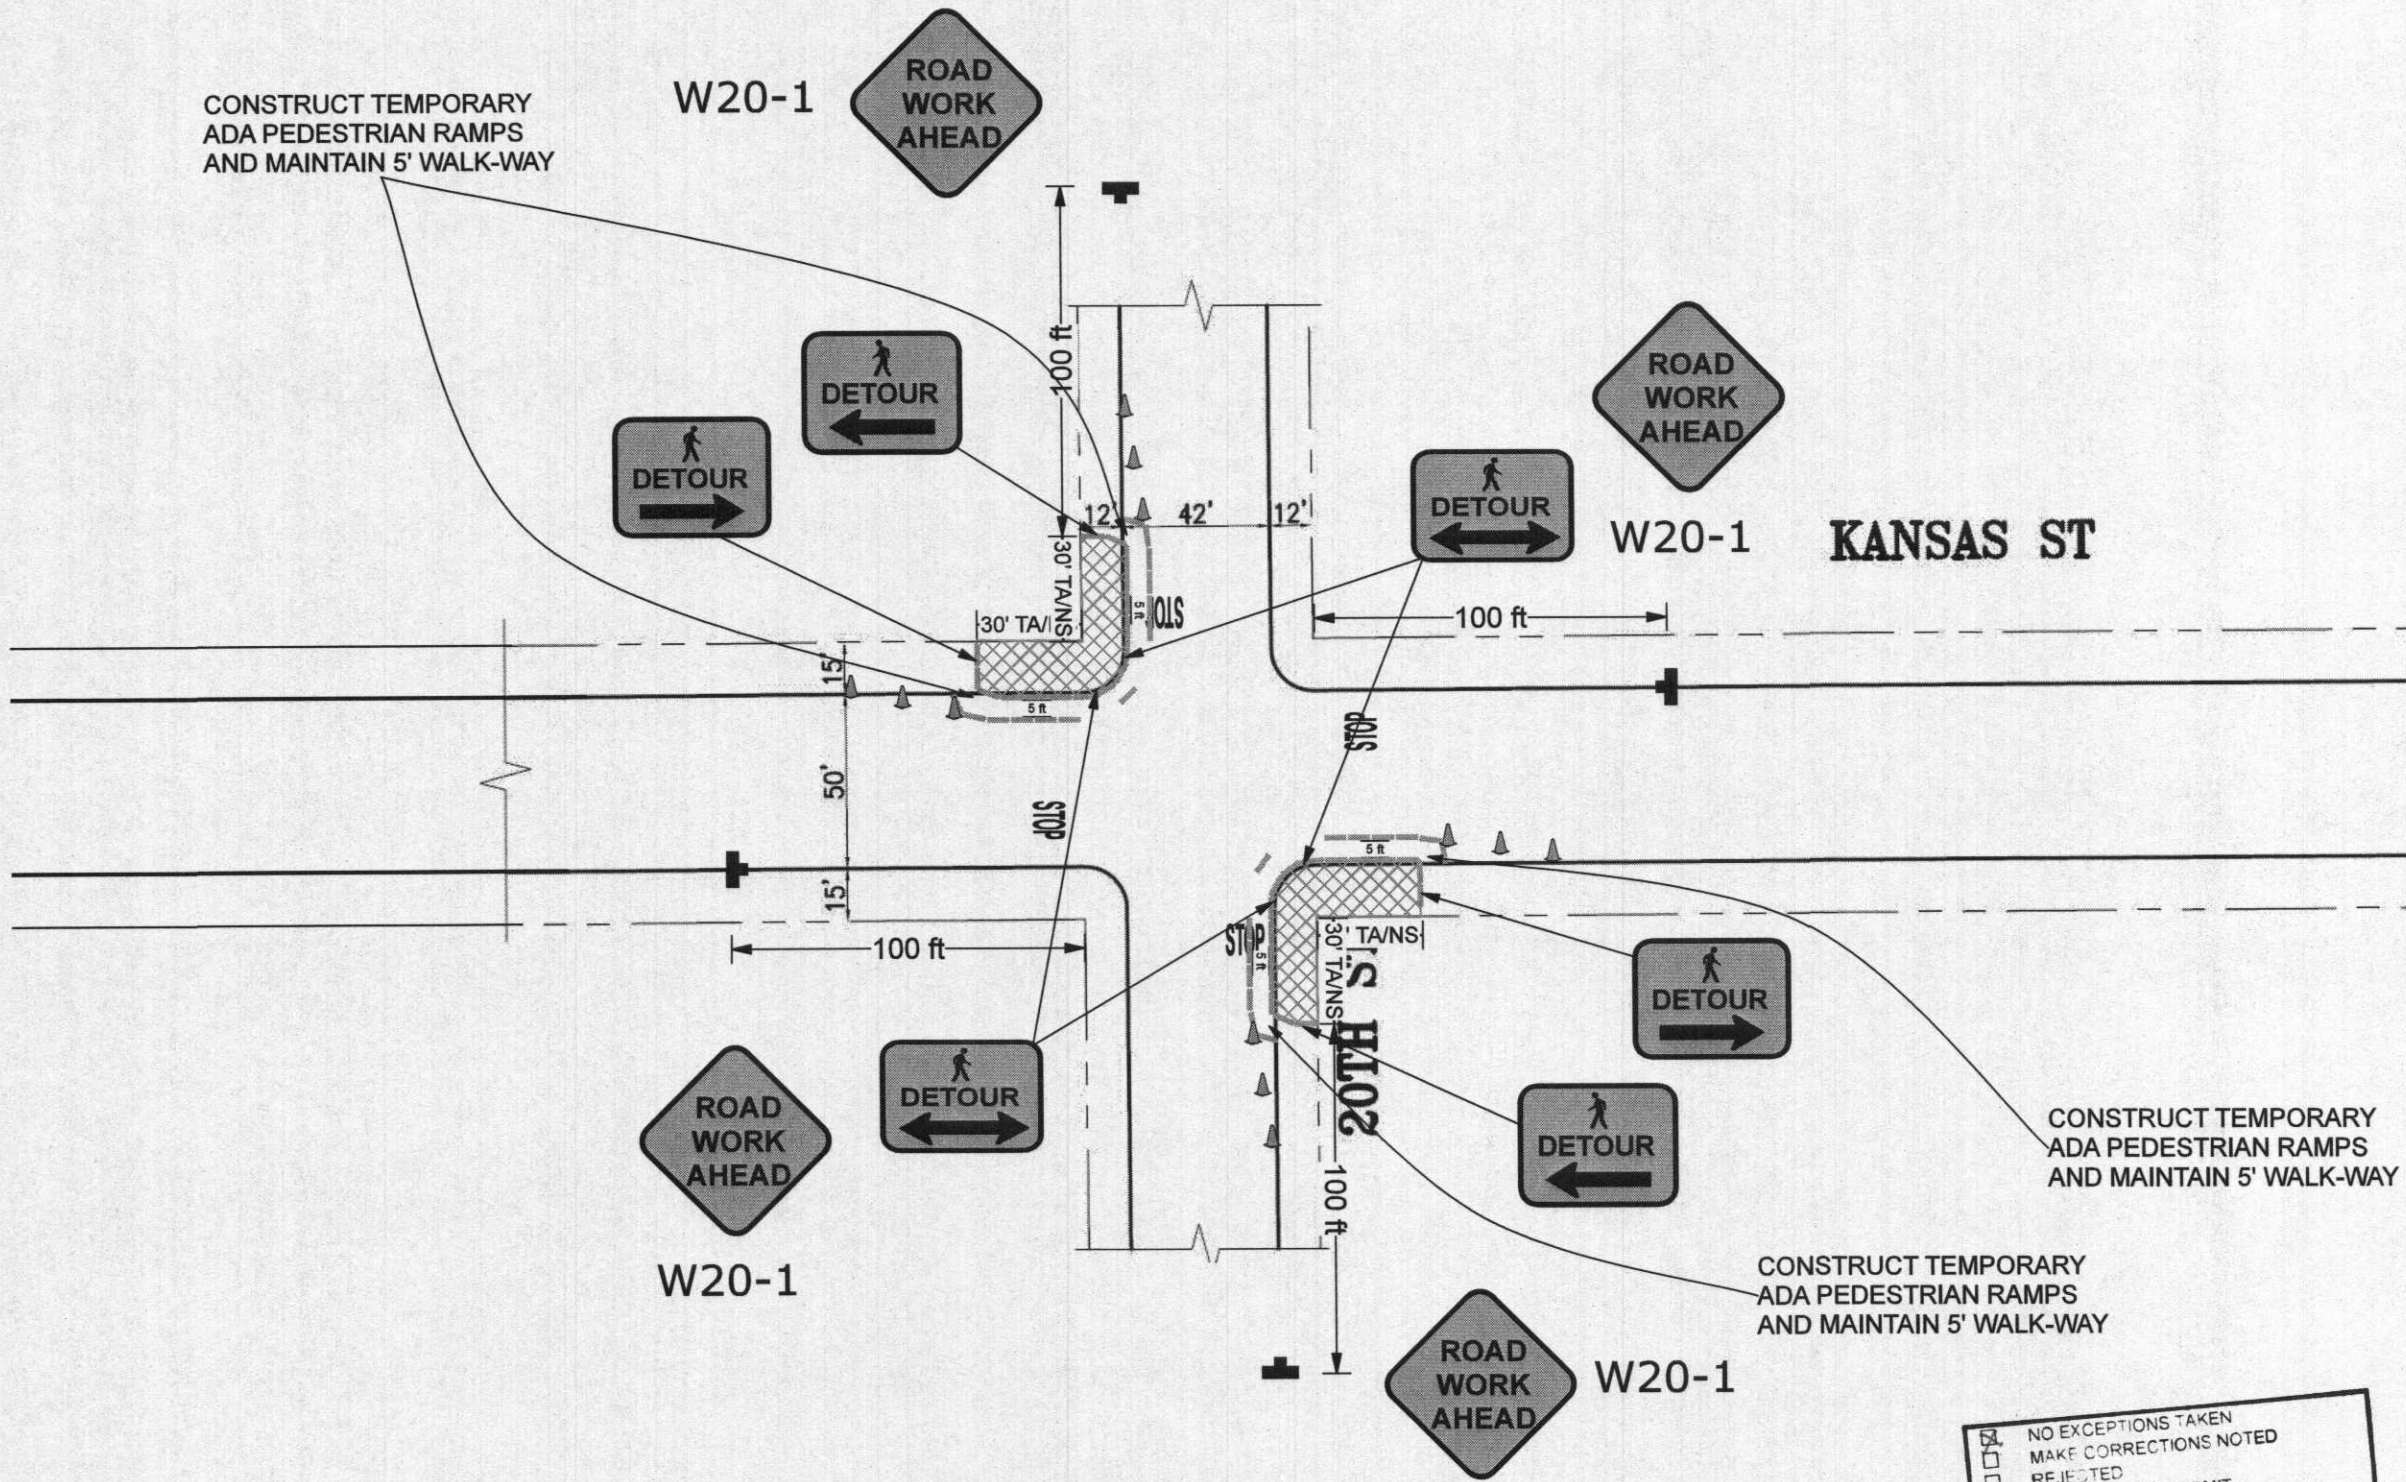 ROAD
WORK
AHEAD
W20-1
CONSTRUCT TEMPORARY
ADA PEDESTRIAN RAMPS
AND MAINTAIN 5' WALK-WAY
100 ft
DETOUR
DETOUR
ROAD
WORK
AHEAD
DETOUR
W20-1
KANSAS ST
12'
42'
12'
30' TA/NS
5 ft
STOP
30' TA/
100 ft
15'
5 ft
STOP
50'
STOP
5 ft
15'
100 ft
STOP
5 ft
30' TA/NS
' TA/NS
20TH S
DETOUR
DETOUR
ROAD
WORK
AHEAD
W20-1
DETOUR
100 ft
CONSTRUCT TEMPORARY
ADA PEDESTRIAN RAMPS
AND MAINTAIN 5' WALK-WAY
CONSTRUCT TEMPORARY
ADA PEDESTRIAN RAMPS
AND MAINTAIN 5' WALK-WAY
ROAD
WORK
AHEAD
W20-1
NO EXCEPTIONS TAKEN
MAKE CORRECTIONS NOTED
REJECTED